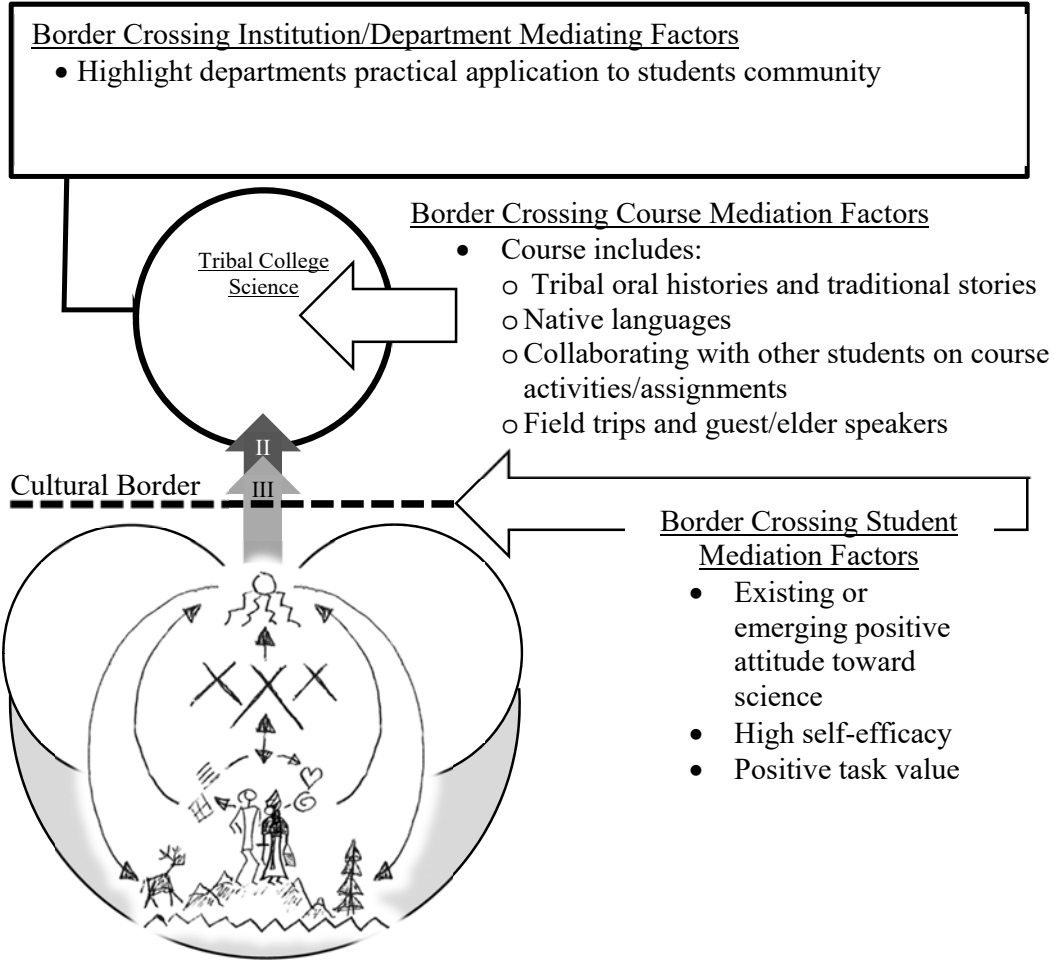 Border Crossing Institution/Department Mediating Factors
• Highlight departments practical application to students community
Tribal College
Science
Border Crossing Course Mediation Factors
• Course includes:
o Tribal oral histories and traditional stories
o Native languages
o Collaborating with other students on course
activities/assignments
o Field trips and guest/elder speakers
II
III
Cultural Border
Border Crossing Student
Mediation Factors
• Existing or
emerging positive
attitude toward
science
• High self-efficacy
• Positive task value